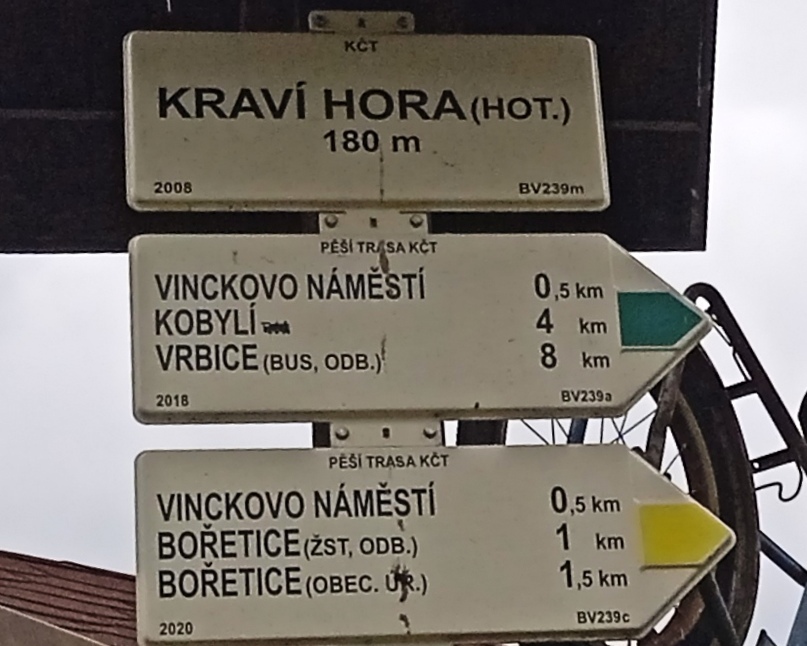 KČT
KRAVÍ HORA (HOT.)
180 m
2008 BV239m
PĚŠÍ TRASA KČT
VINCKOVO NÁMĚSTÍ 0,5 km
KOBYLÍ 4 km
VRBICE (BUS, ODB.) 8 km
2018 BV239a
PĚŠÍ TRASA KČT
VINCKOVO NÁMĚSTÍ 0,5 km
BOŘETICE (ŽST, ODB.) 1 km
BOŘETICE (OBEC. ÚŘ.) 1,5 km
2020 BV239c